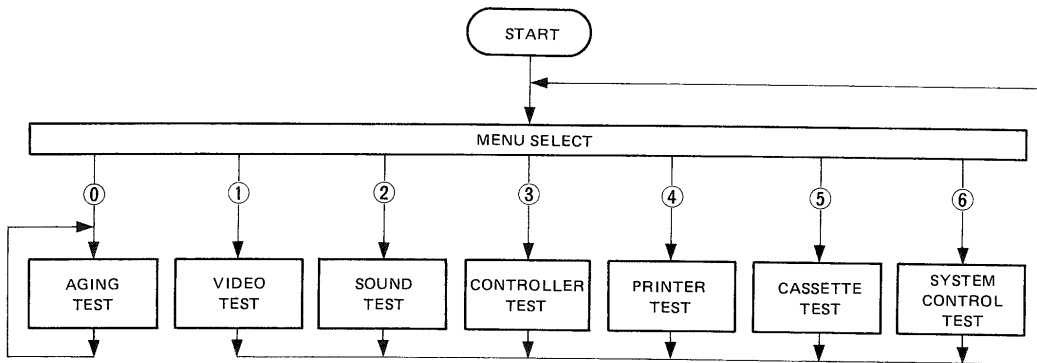 START
MENU SELECT
0
1
2
3
4
5
6
AGING
TEST
VIDEO
TEST
SOUND
TEST
CONTROLLER
TEST
PRINTER
TEST
CASSETTE
TEST
SYSTEM
CONTROL
TEST